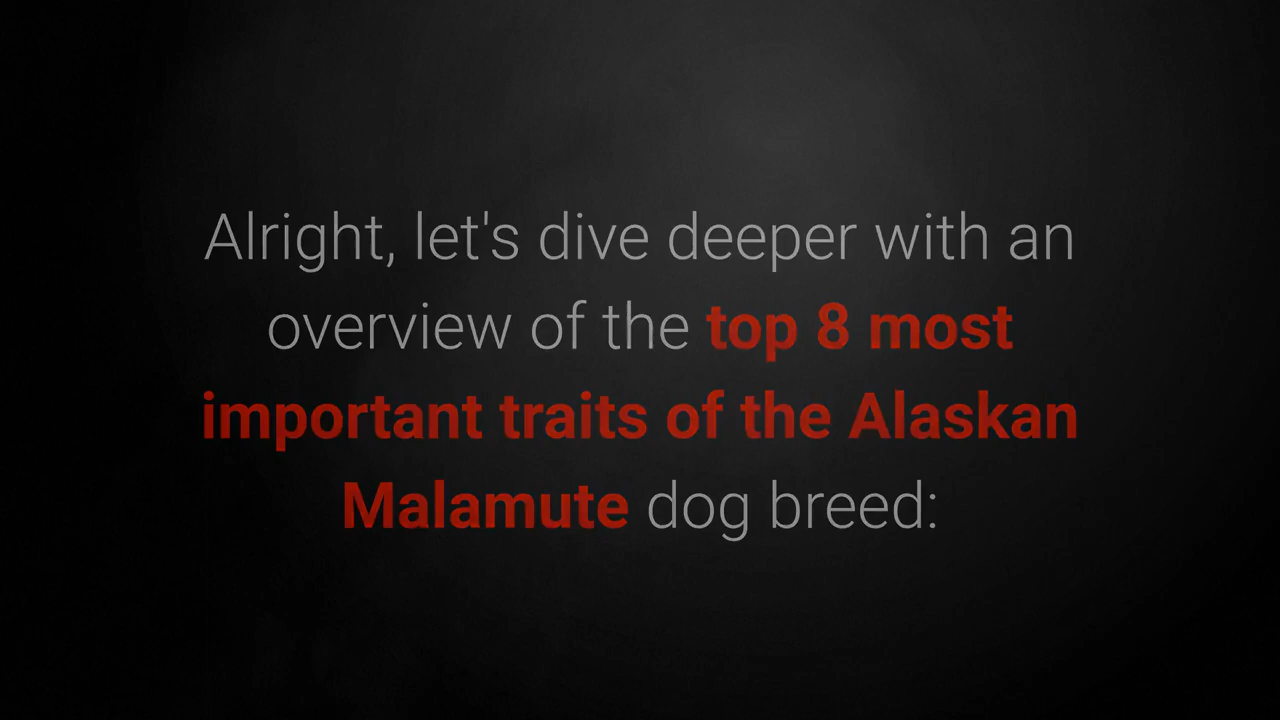 Alright, let's dive deeper with an
overview of the top 8 most
important traits of the Alaskan
Malamute dog breed: